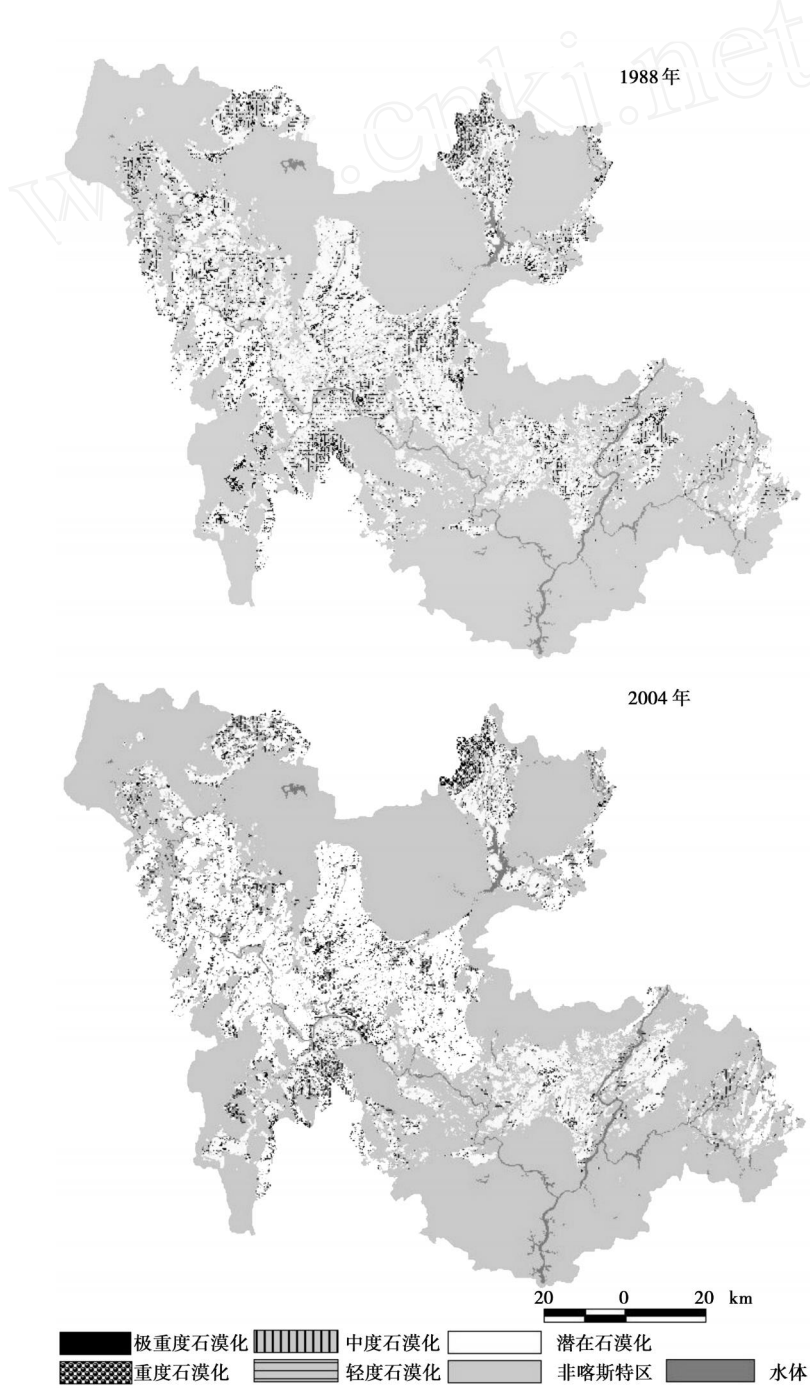 www.cnki.net
1988年
2004年
20 0 20 km
极重度石漠化 中度石漠化 潜在石漠化
重度石漠化 轻度石漠化 非喀斯特区 水体